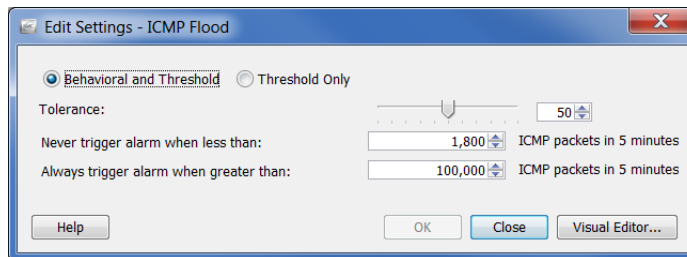 Edit Settings - ICMP Flood
Behavioral and Threshold Threshold Only
Tolerance: 50
Never trigger alarm when less than: 1,800 ICMP packets in 5 minutes
Always trigger alarm when greater than: 100,000 ICMP packets in 5 minutes
Help OK Close Visual Editor...